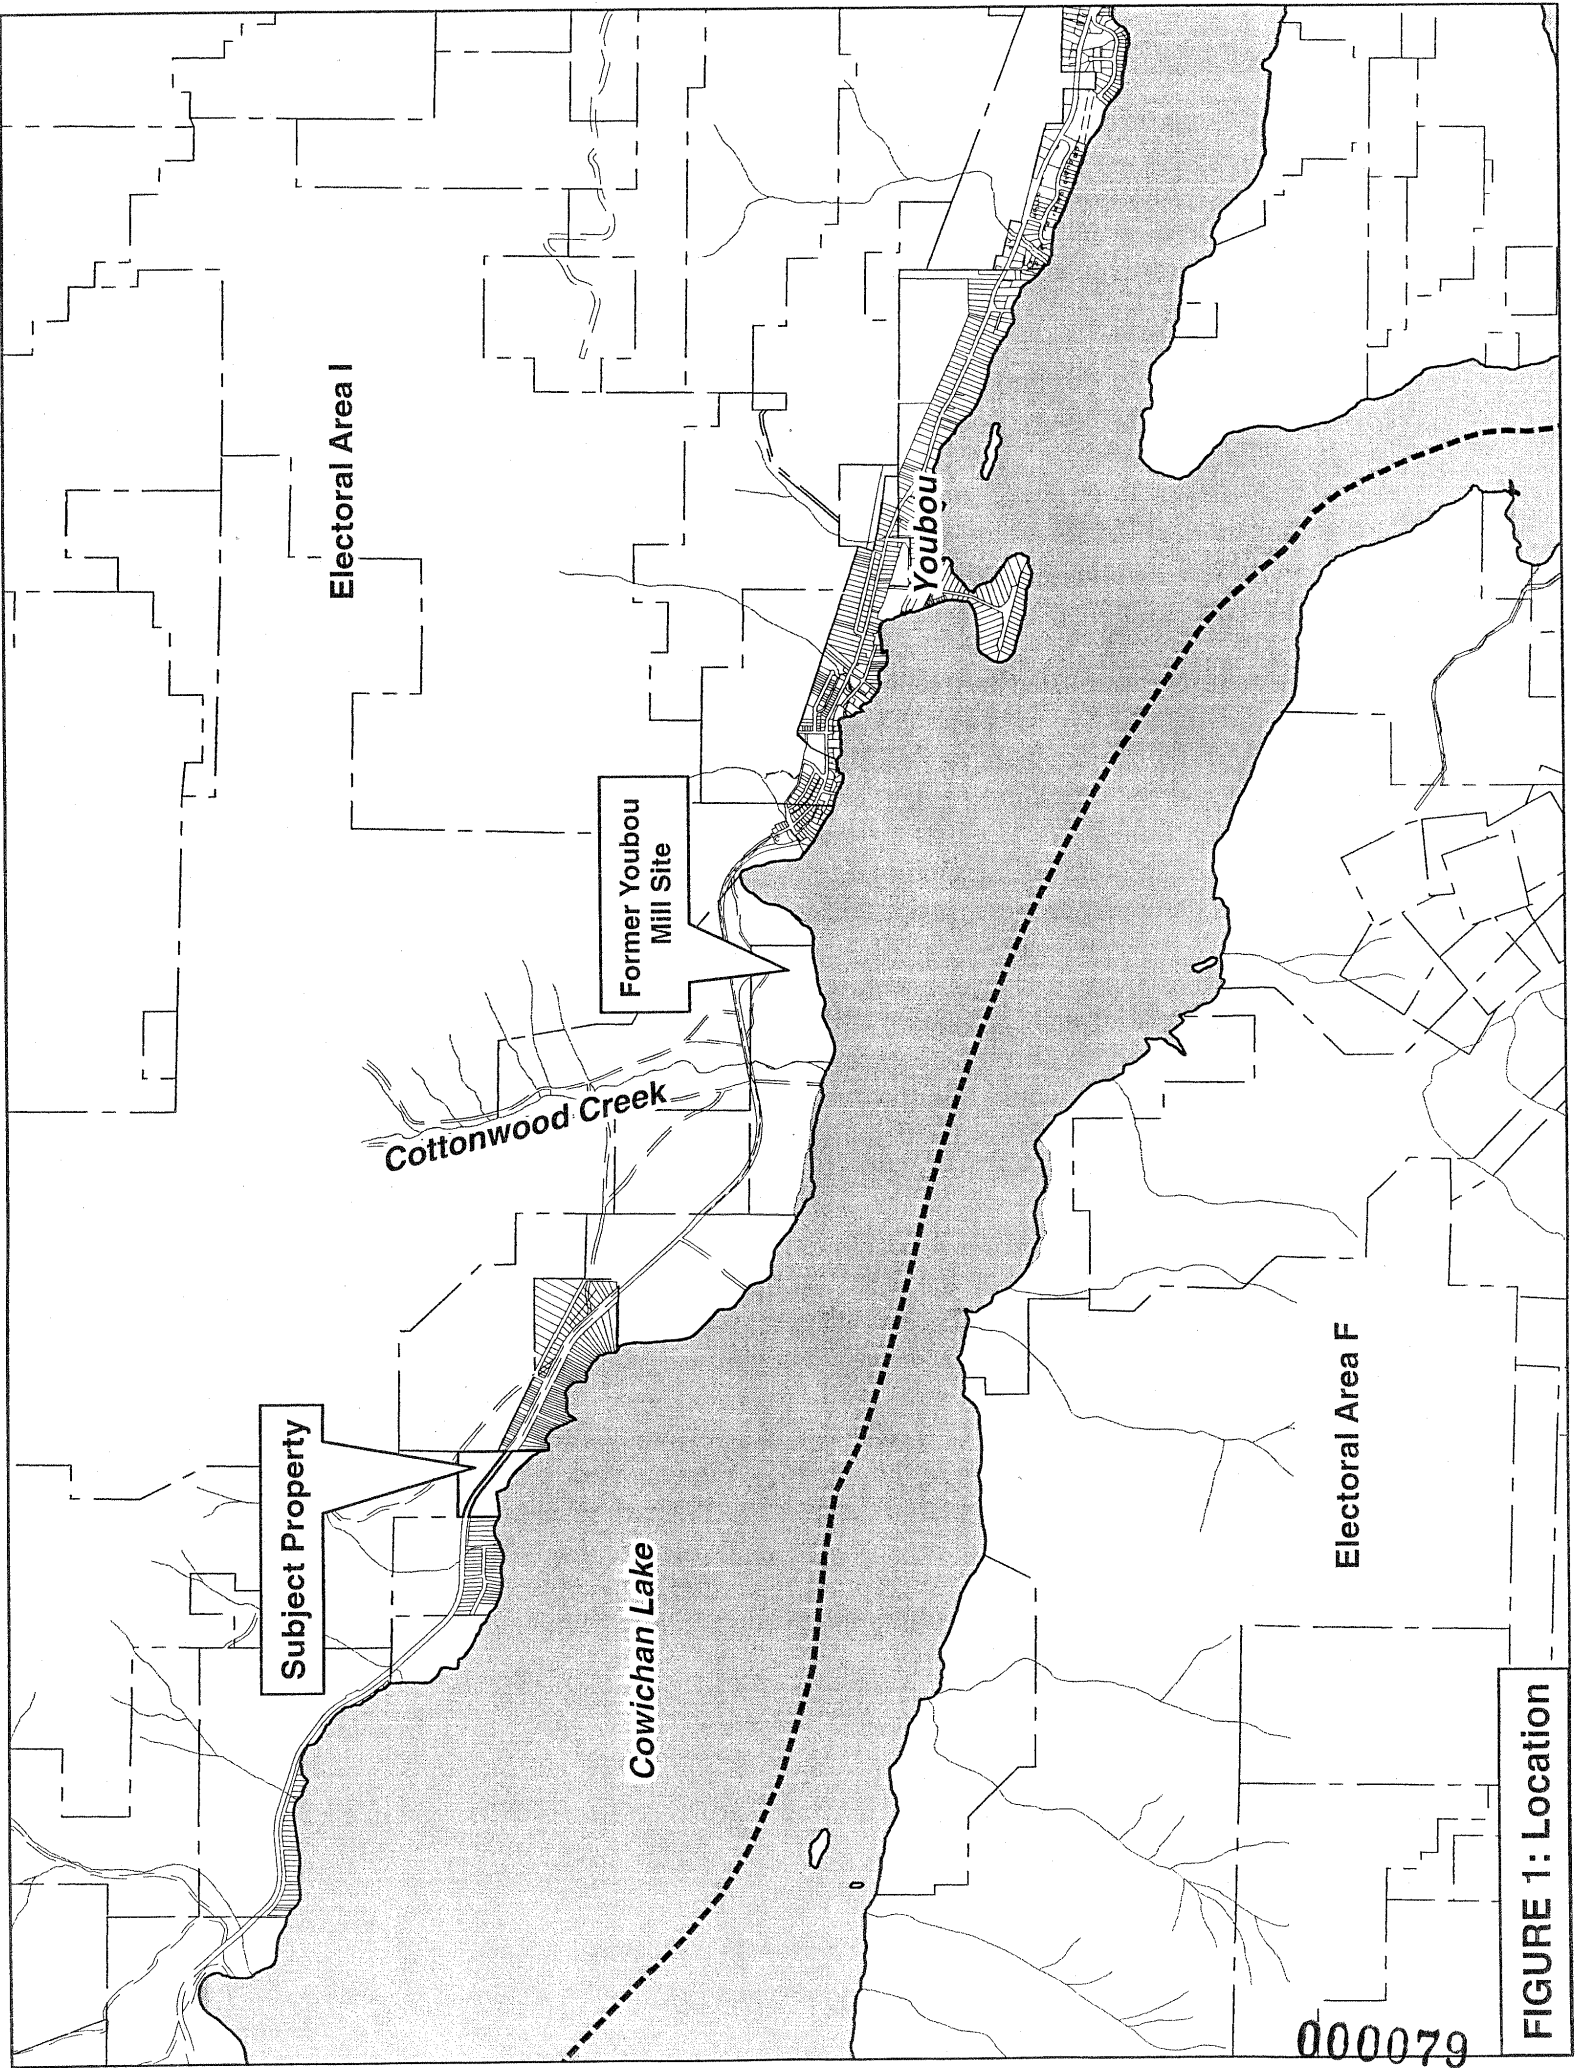 Electoral Area I
Former Youbou
Mill Site
Youbou
Cottonwood Creek
Subject Property
Cowichan Lake
Electoral Area F
FIGURE 1: Location
000079